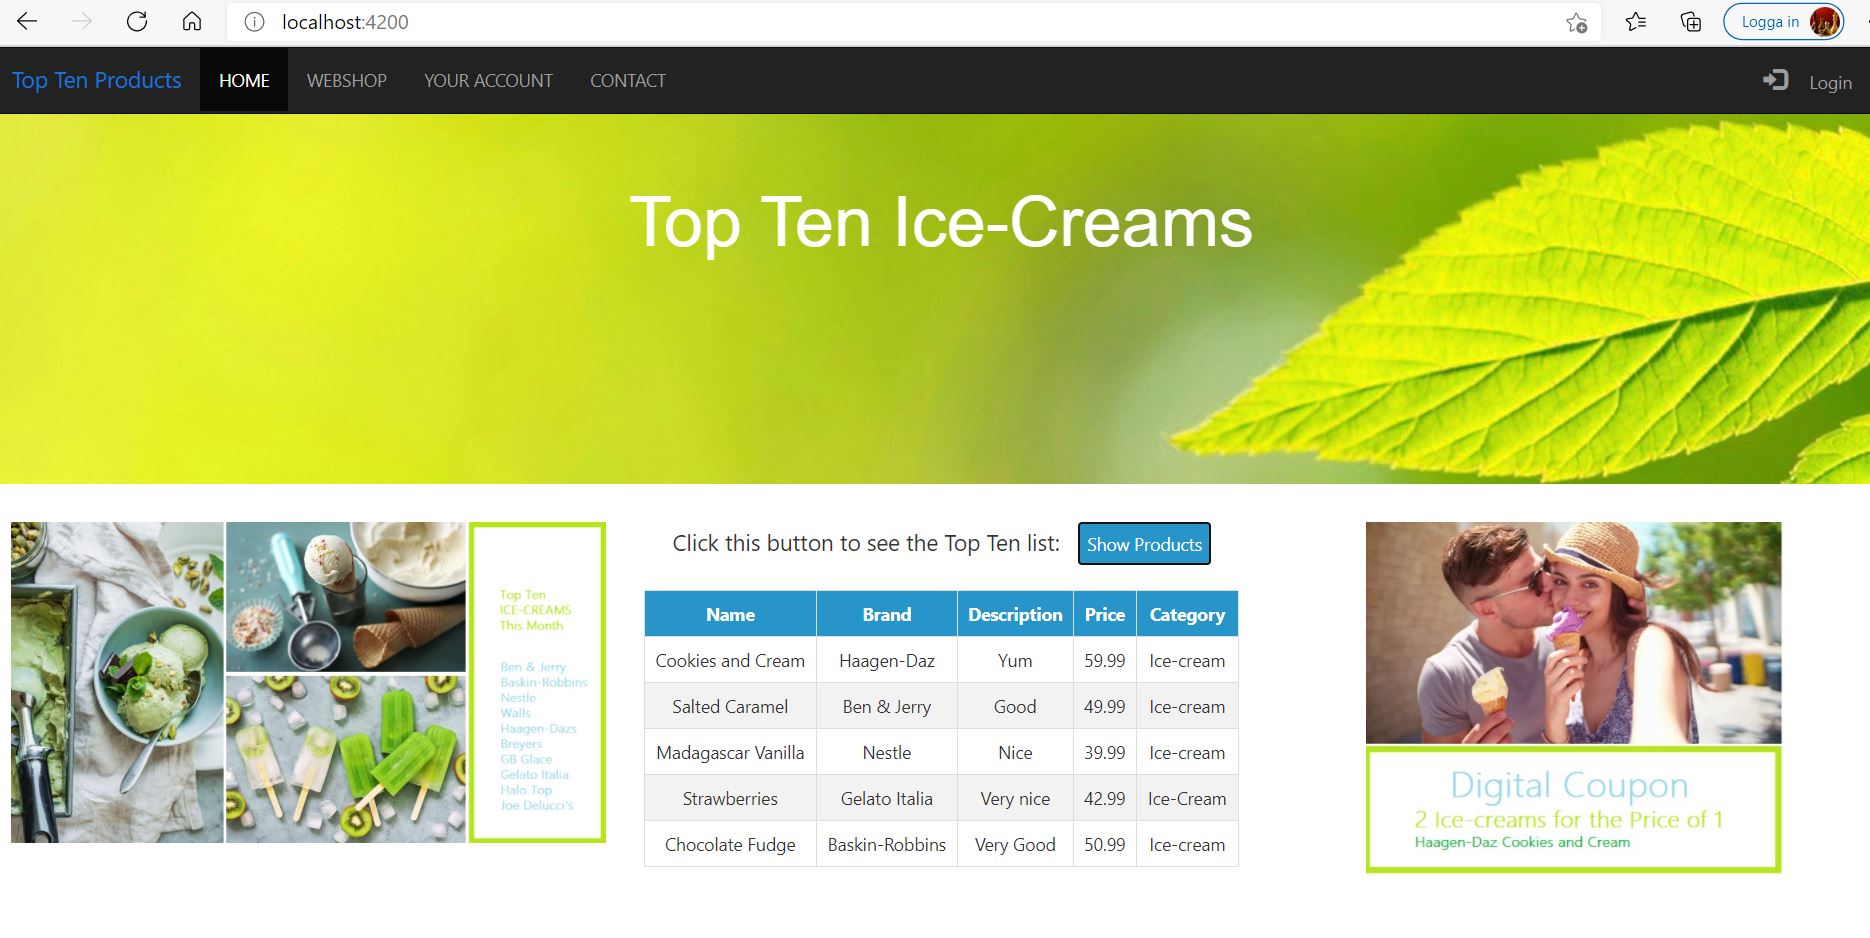 localhost:4200
Logga in
Top Ten Products HOME WEBSHOP YOUR ACCOUNT CONTACT Login
Top Ten Ice-Creams
Top Ten
ICE-CREAMS
This Month
Ben & Jerry
Baskin-Robbins
Nestle
Walls
Haagen-Dazs
Breyers
GB Glace
Gelato Italia
Halo Top
Joe Delucci's
Click this button to see the Top Ten list: Show Products
Name Brand Description Price Category
Cookies and Cream Haagen-Daz Yum 59.99 Ice-cream
Salted Caramel Ben & Jerry Good 49.99 Ice-cream
Madagascar Vanilla Nestle Nice 39.99 Ice-cream
Strawberries Gelato Italia Very nice 42.99 Ice-Cream
Chocolate Fudge Baskin-Robbins Very Good 50.99 Ice-cream
Digital Coupon
2 Ice-creams for the Price of 1
Haagen-Daz Cookies and Cream